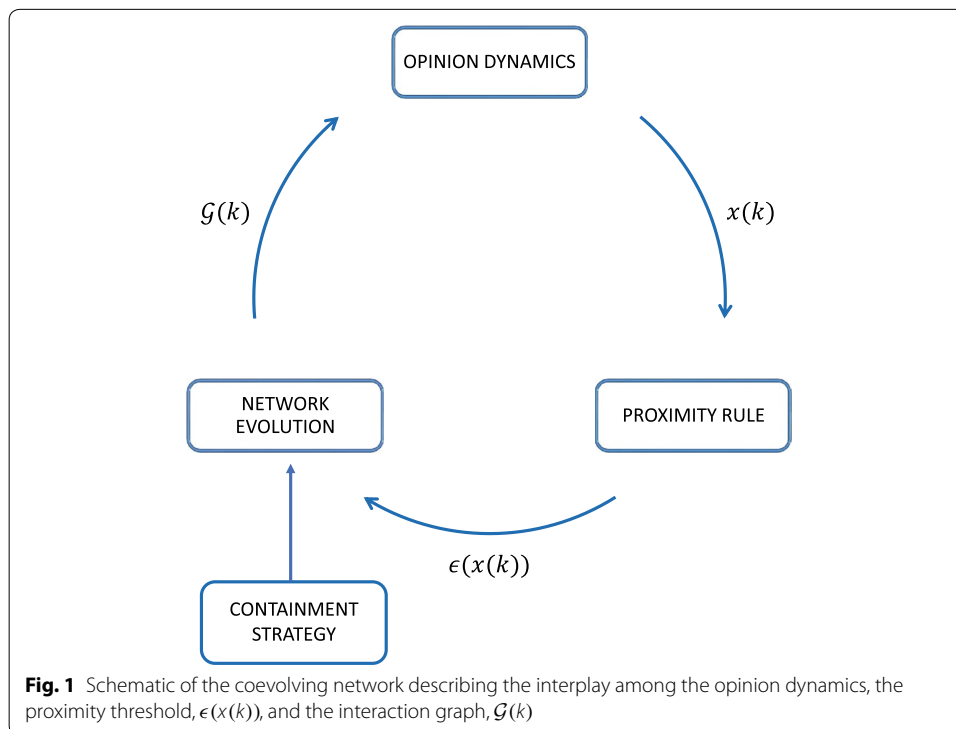 OPINION DYNAMICS
𝒢(k)
x(k)
NETWORK
EVOLUTION
PROXIMITY RULE
ϵ(x(k))
CONTAINMENT
STRATEGY
Fig. 1 Schematic of the coevolving network describing the interplay among the opinion dynamics, the
proximity threshold, ϵ(x(k)), and the interaction graph, 𝒢(k)